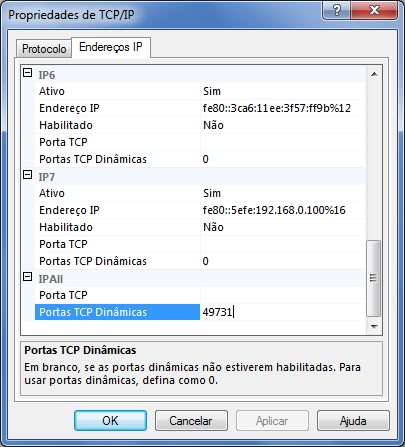 Propriedades de TCP/IP
Protocolo Endereços IP
IP6
Ativo Sim
Endereço IP fe80::3ca6:11ee:3f57:ff9b%12
Habilitado Não
Porta TCP
Portas TCP Dinâmicas 0
IP7
Ativo Sim
Endereço IP fe80::5efe:192.168.0.100%16
Habilitado Não
Porta TCP
Portas TCP Dinâmicas 0
IPAll
Porta TCP
Portas TCP Dinâmicas 49731
Portas TCP Dinâmicas
Em branco, se as portas dinâmicas não estiverem habilitadas. Para
usar portas dinâmicas, defina como 0.
OK Cancelar Aplicar Ajuda